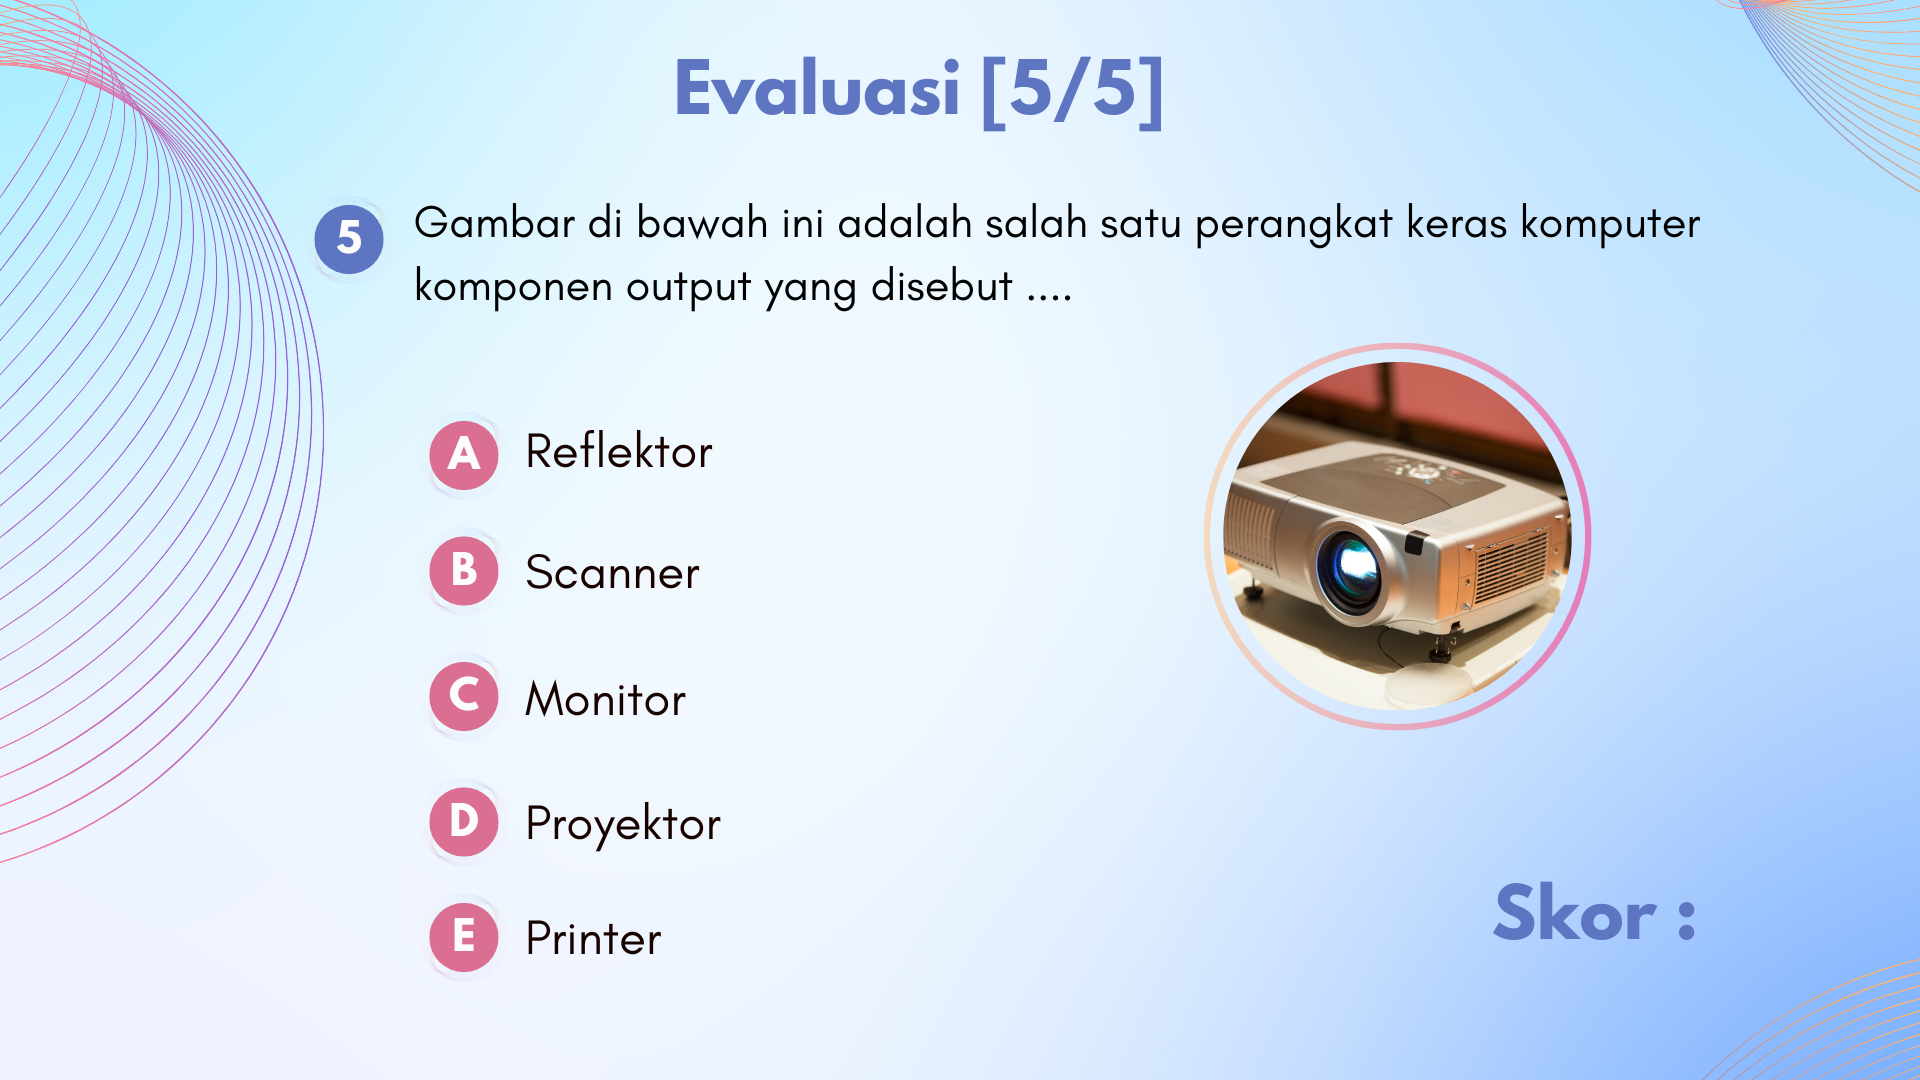 Evaluasi [5/5]
5
Gambar di bawah ini adalah salah satu perangkat keras komputer
komponen output yang disebut ....
A Reflektor
B Scanner
C Monitor
D Proyektor
E Printer
Skor :